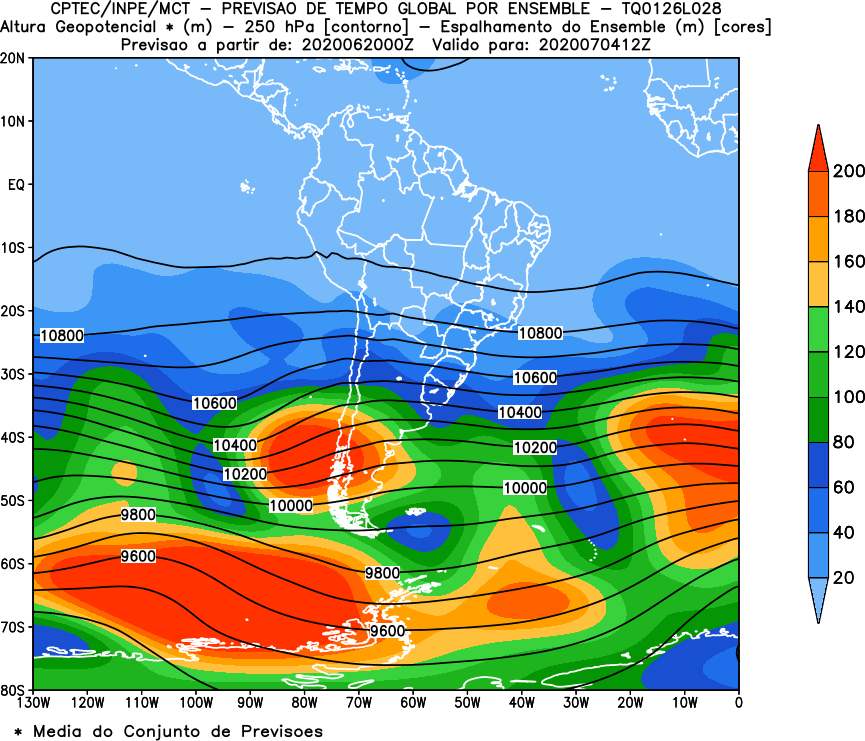 CPTEC/INPE/MCT – PREVISAO DE TEMPO GLOBAL POR ENSEMBLE – TQ0126L028
Altura Geopotencial * (m) – 250 hPa [contorno] – Espalhamento do Ensemble (m) [cores]
Previsao a partir de: 2020062000Z  Valido para: 2020070412Z
20N
10N
EQ
10S
20S
30S
40S
50S
60S
70S
80S
10800
10800
10600
10600
10400
10400
10200
10200
10000
10000
9800
9800
9600
9600
200
180
160
140
120
100
80
60
40
20
130W 120W 110W 100W 90W 80W 70W 60W 50W 40W 30W 20W 10W 0
* Media do Conjunto de Previsoes